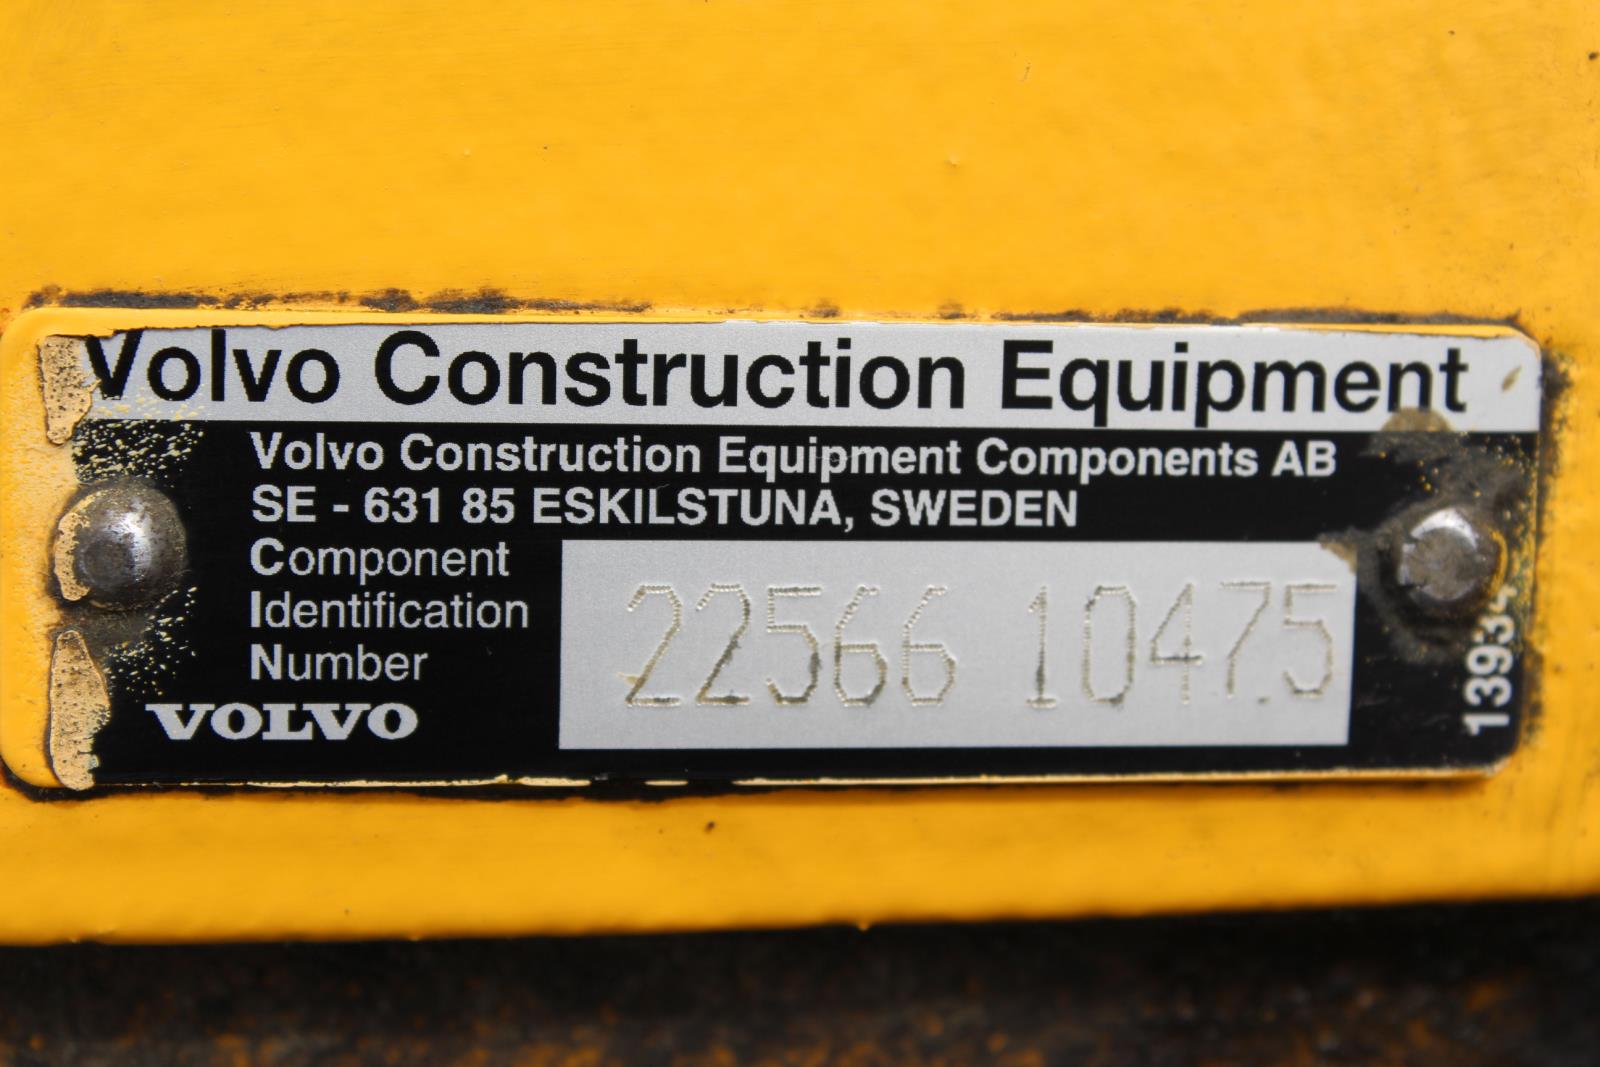 Volvo Construction Equipment
Volvo Construction Equipment Components AB
SE - 631 85 ESKILSTUNA, SWEDEN
Component
Identification
Number
22566 10475
VOLVO
13934